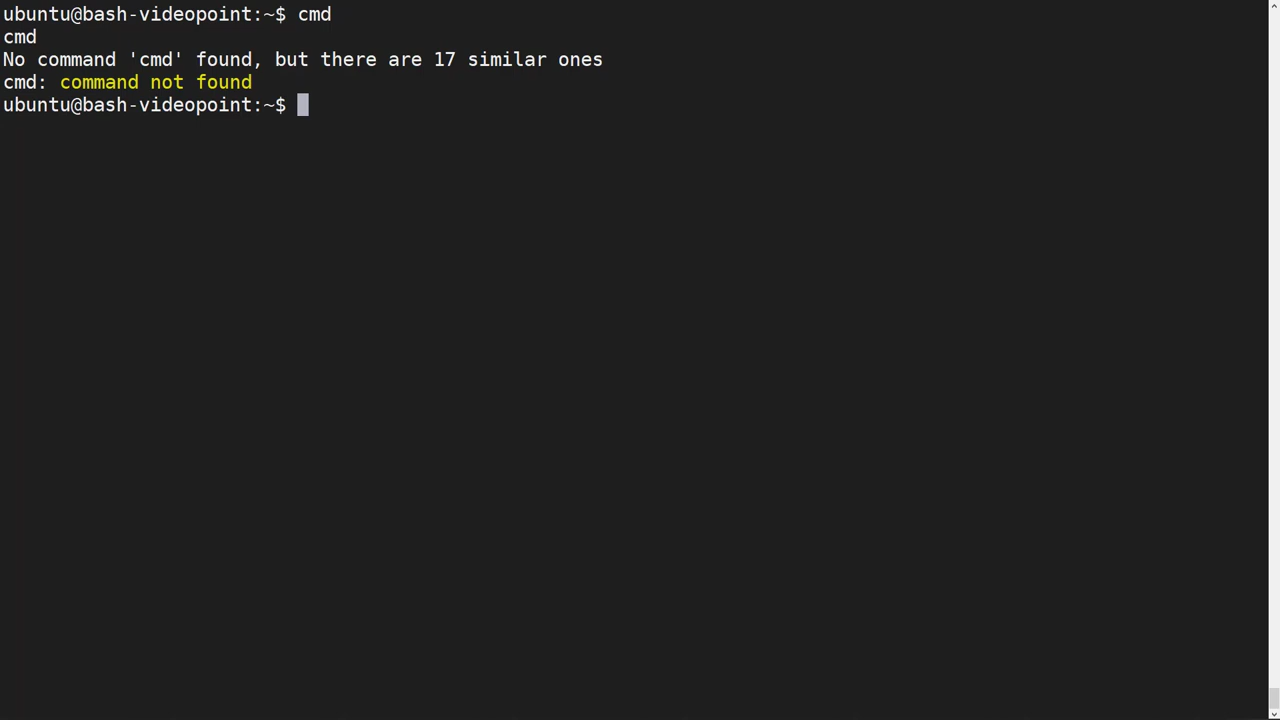 ubuntu@bash-videopoint:~$ cmd
cmd
No command 'cmd' found, but there are 17 similar ones
cmd: command not found
ubuntu@bash-videopoint:~$